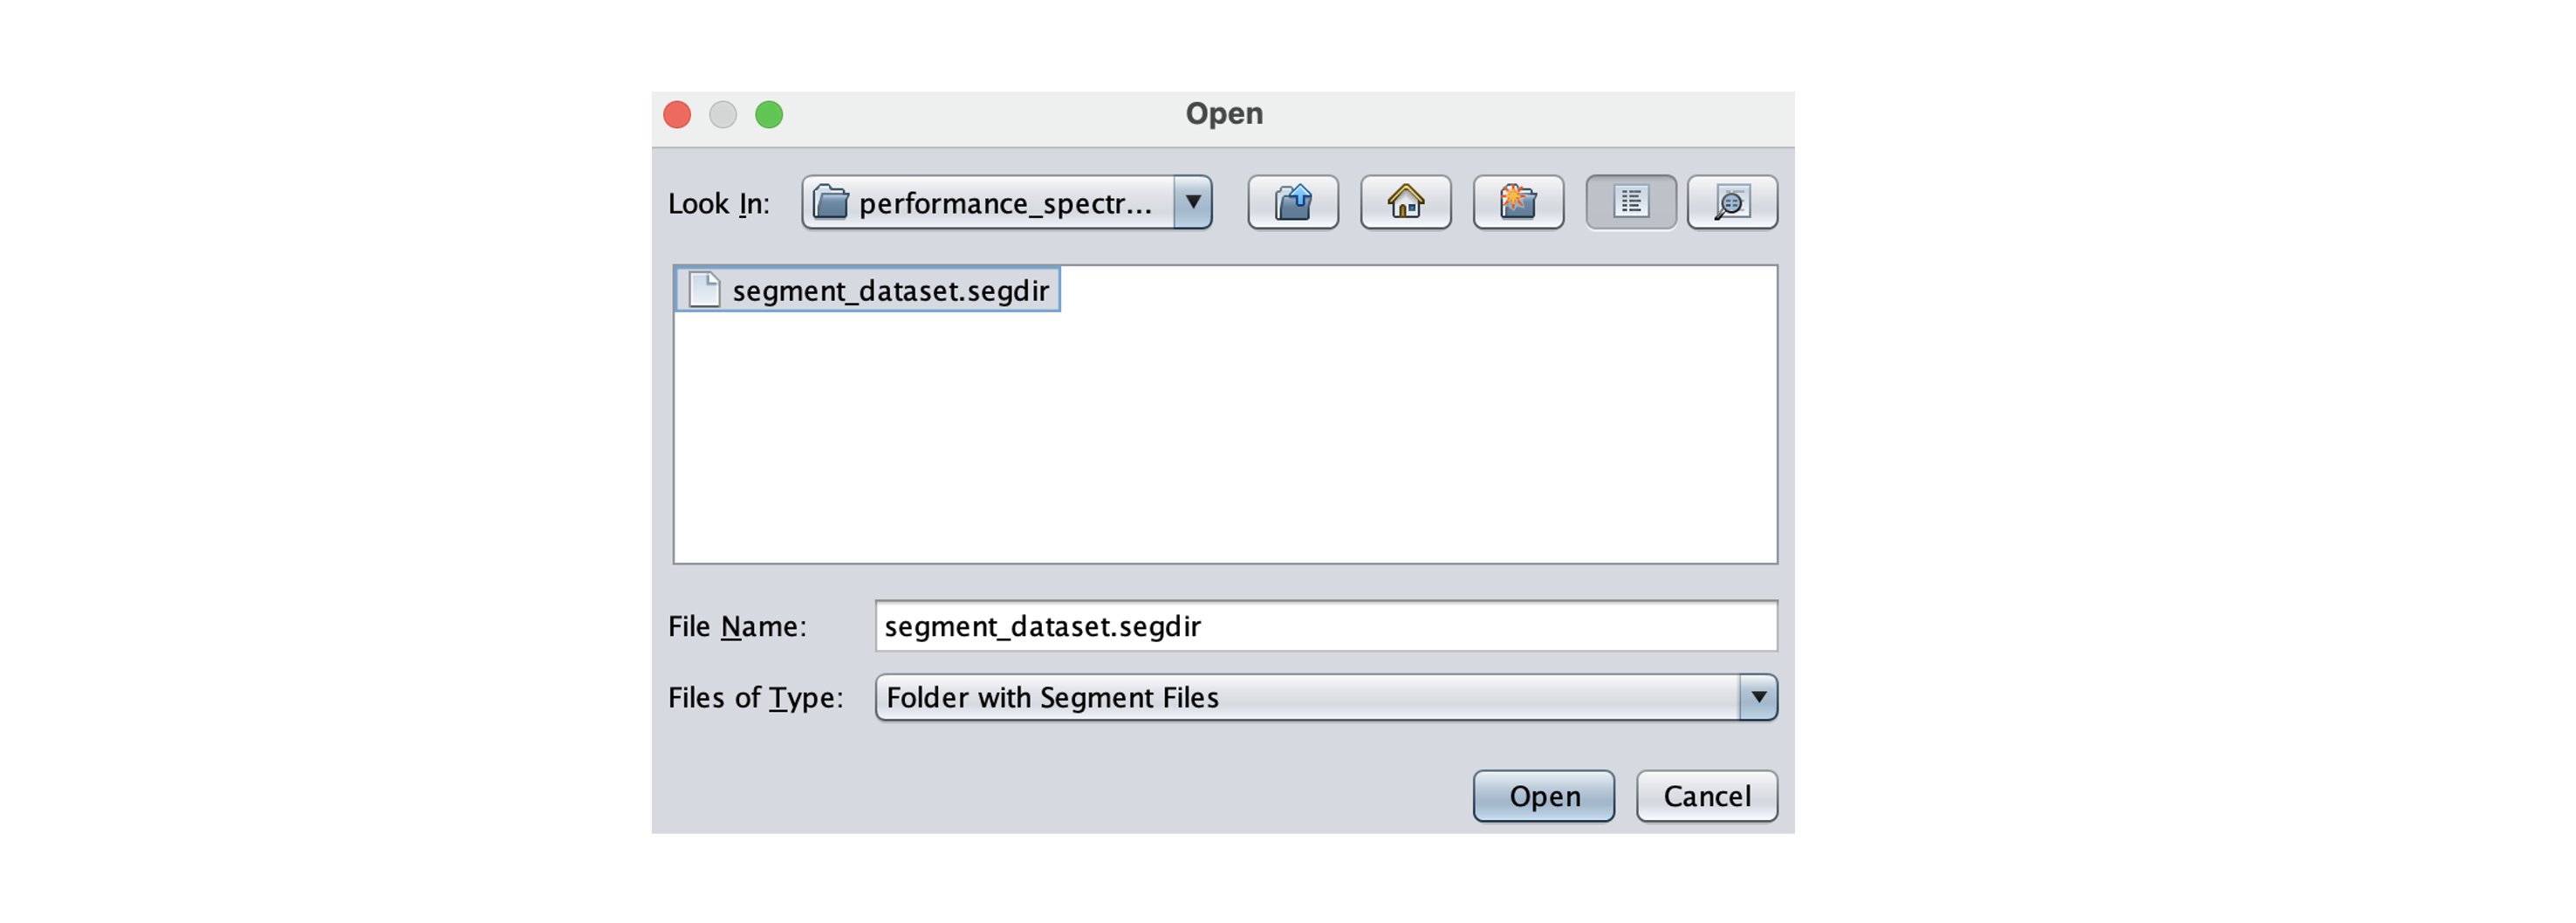 Open
Look In: performance_spectr...
segment_dataset.segdir
File Name: segment_dataset.segdir
Files of Type: Folder with Segment Files
Open Cancel